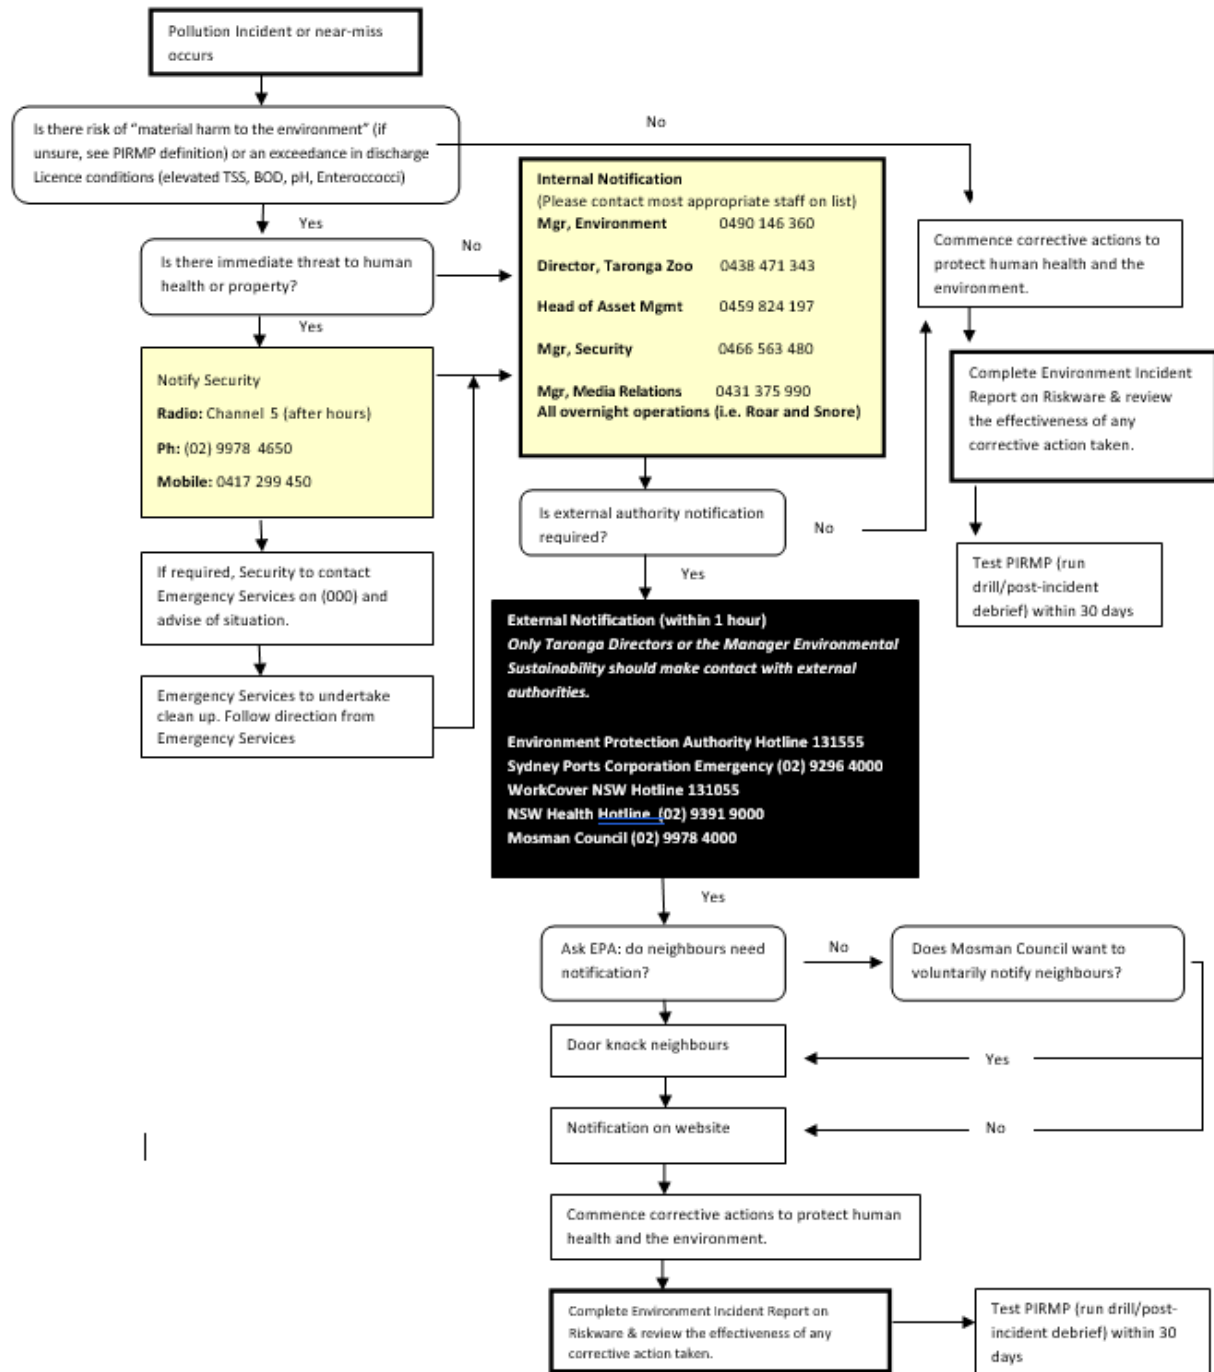 Pollution Incident or near-miss
occurs
Is there risk of “material harm to the environment” (if
unsure, see PIRMP definition) or an exceedance in discharge
Licence conditions (elevated TSS, BOD, pH, Enteroccocci)
No
Yes
Is there immediate threat to human
health or property?
No
Yes
Notify Security
Radio: Channel 5 (after hours)
Ph: (02) 9978 4650
Mobile: 0417 299 450
If required, Security to contact
Emergency Services on (000) and
advise of situation.
Emergency Services to undertake
clean up. Follow direction from
Emergency Services
Internal Notification
(Please contact most appropriate staff on list)
Mgr, Environment 0490 146 360
Director, Taronga Zoo 0438 471 343
Head of Asset Mgmt 0459 824 197
Mgr, Security 0466 563 480
Mgr, Media Relations 0431 375 990
All overnight operations (i.e. Roar and Snore)
Is external authority notification
required?
No
Yes
Commence corrective actions to
protect human health and the
environment.
Complete Environment Incident
Report on Riskware & review
the effectiveness of any
corrective action taken.
Test PIRMP (run
drill/post-incident
debrief) within 30 days
External Notification (within 1 hour)
Only Taronga Directors or the Manager Environmental
Sustainability should make contact with external
authorities.
Environment Protection Authority Hotline 131555
Sydney Ports Corporation Emergency (02) 9296 4000
WorkCover NSW Hotline 131055
NSW Health Hotline (02) 9391 9000
Mosman Council (02) 9978 4000
Yes
Ask EPA: do neighbours need
notification?
No
Does Mosman Council want to
voluntarily notify neighbours?
Door knock neighbours
Yes
Notification on website
No
Commence corrective actions to protect human
health and the environment.
Complete Environment Incident Report on
Riskware & review the effectiveness of any
corrective action taken.
Test PIRMP (run drill/post-
incident debrief) within 30
days